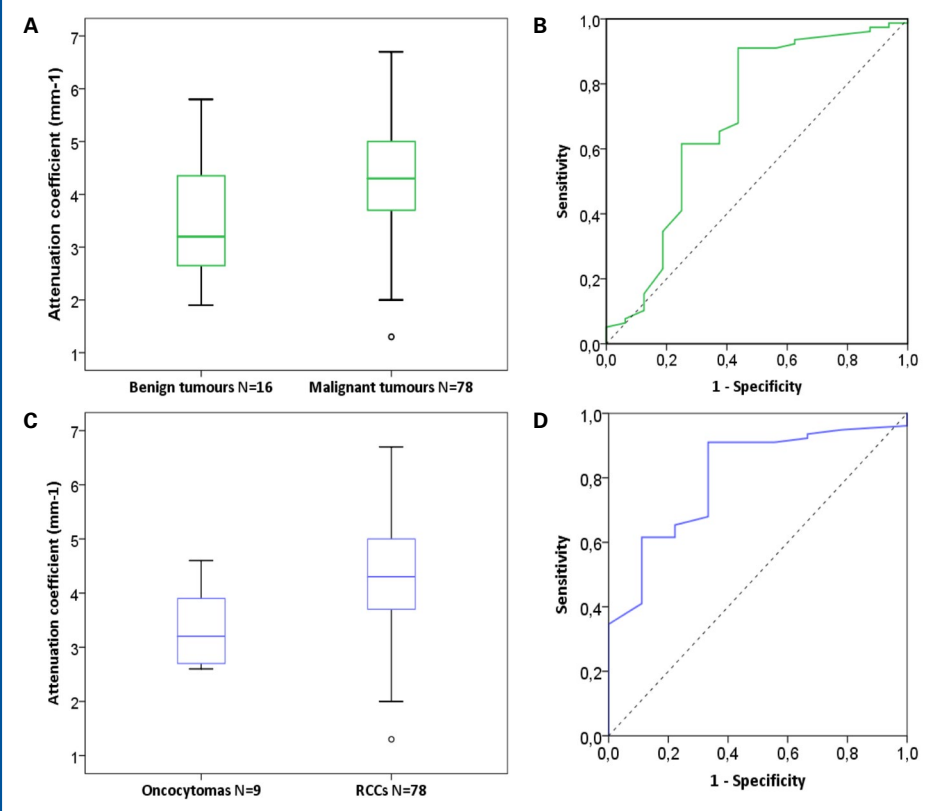 A
Attenuation coefficient (mm-1)
7
6
5
4
3
2
1
Benign tumours N=16
Malignant tumours N=78
B
Sensitivity
1,0
0,8
0,6
0,4
0,2
0,0
0,0 0,2 0,4 0,6 0,8 1,0
1 - Specificity
C
Attenuation coefficient (mm-1)
7
6
5
4
3
2
1
Oncocytomas N=9
RCCs N=78
D
Sensitivity
1,0
0,8
0,6
0,4
0,2
0,0
0,0 0,2 0,4 0,6 0,8 1,0
1 - Specificity